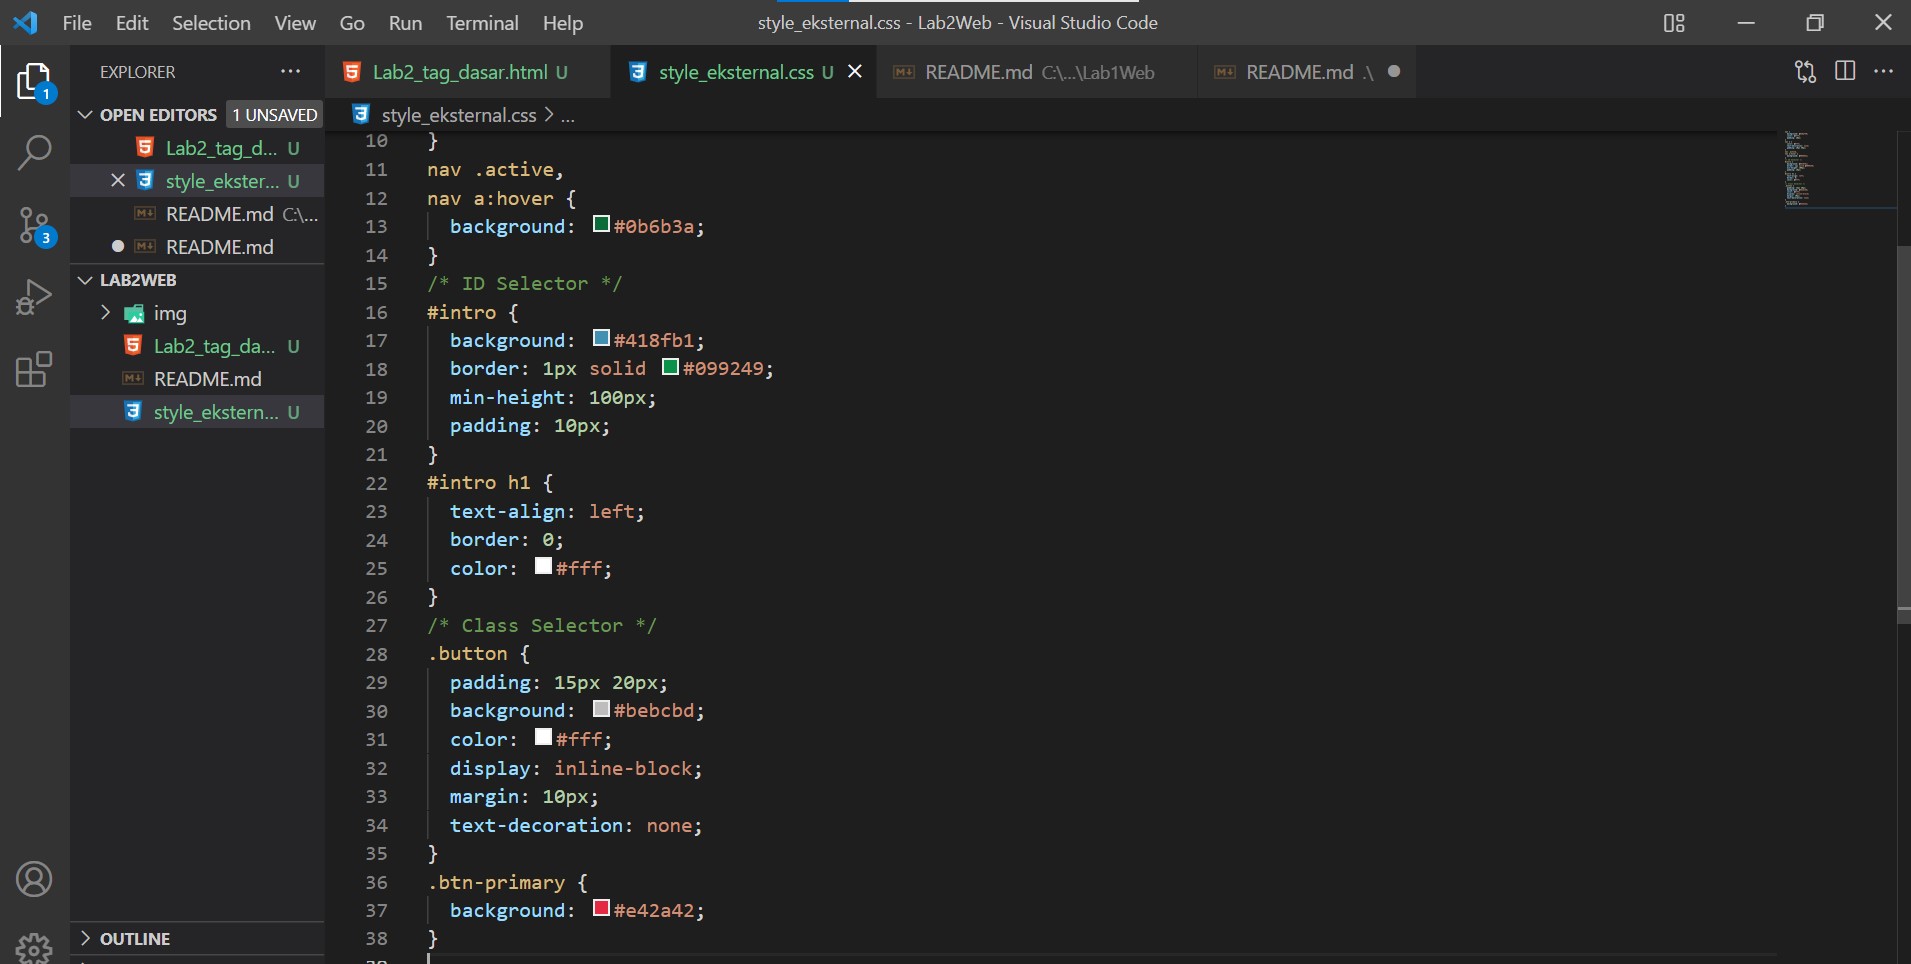 File Edit Selection View Go Run Terminal Help
style_eksternal.css - Lab2Web - Visual Studio Code
EXPLORER
Lab2_tag_dasar.html U
style_eksternal.css U
README.md C:\...\Lab1Web
README.md .\
OPEN EDITORS 1 UNSAVED
Lab2_tag_d... U
style_ekster... U
README.md C:\...
README.md
LAB2WEB
img
Lab2_tag_da... U
README.md
style_ekstern... U
OUTLINE
1
3
style_eksternal.css > ...
10 }
11 nav .active,
12 nav a:hover {
13 background: #0b6b3a;
14 }
15 /* ID Selector */
16 #intro {
17 background: #418fb1;
18 border: 1px solid #099249;
19 min-height: 100px;
20 padding: 10px;
21 }
22 #intro h1 {
23 text-align: left;
24 border: 0;
25 color: #fff;
26 }
27 /* Class Selector */
28 .button {
29 padding: 15px 20px;
30 background: #bebcbd;
31 color: #fff;
32 display: inline-block;
33 margin: 10px;
34 text-decoration: none;
35 }
36 .btn-primary {
37 background: #e42a42;
38 }